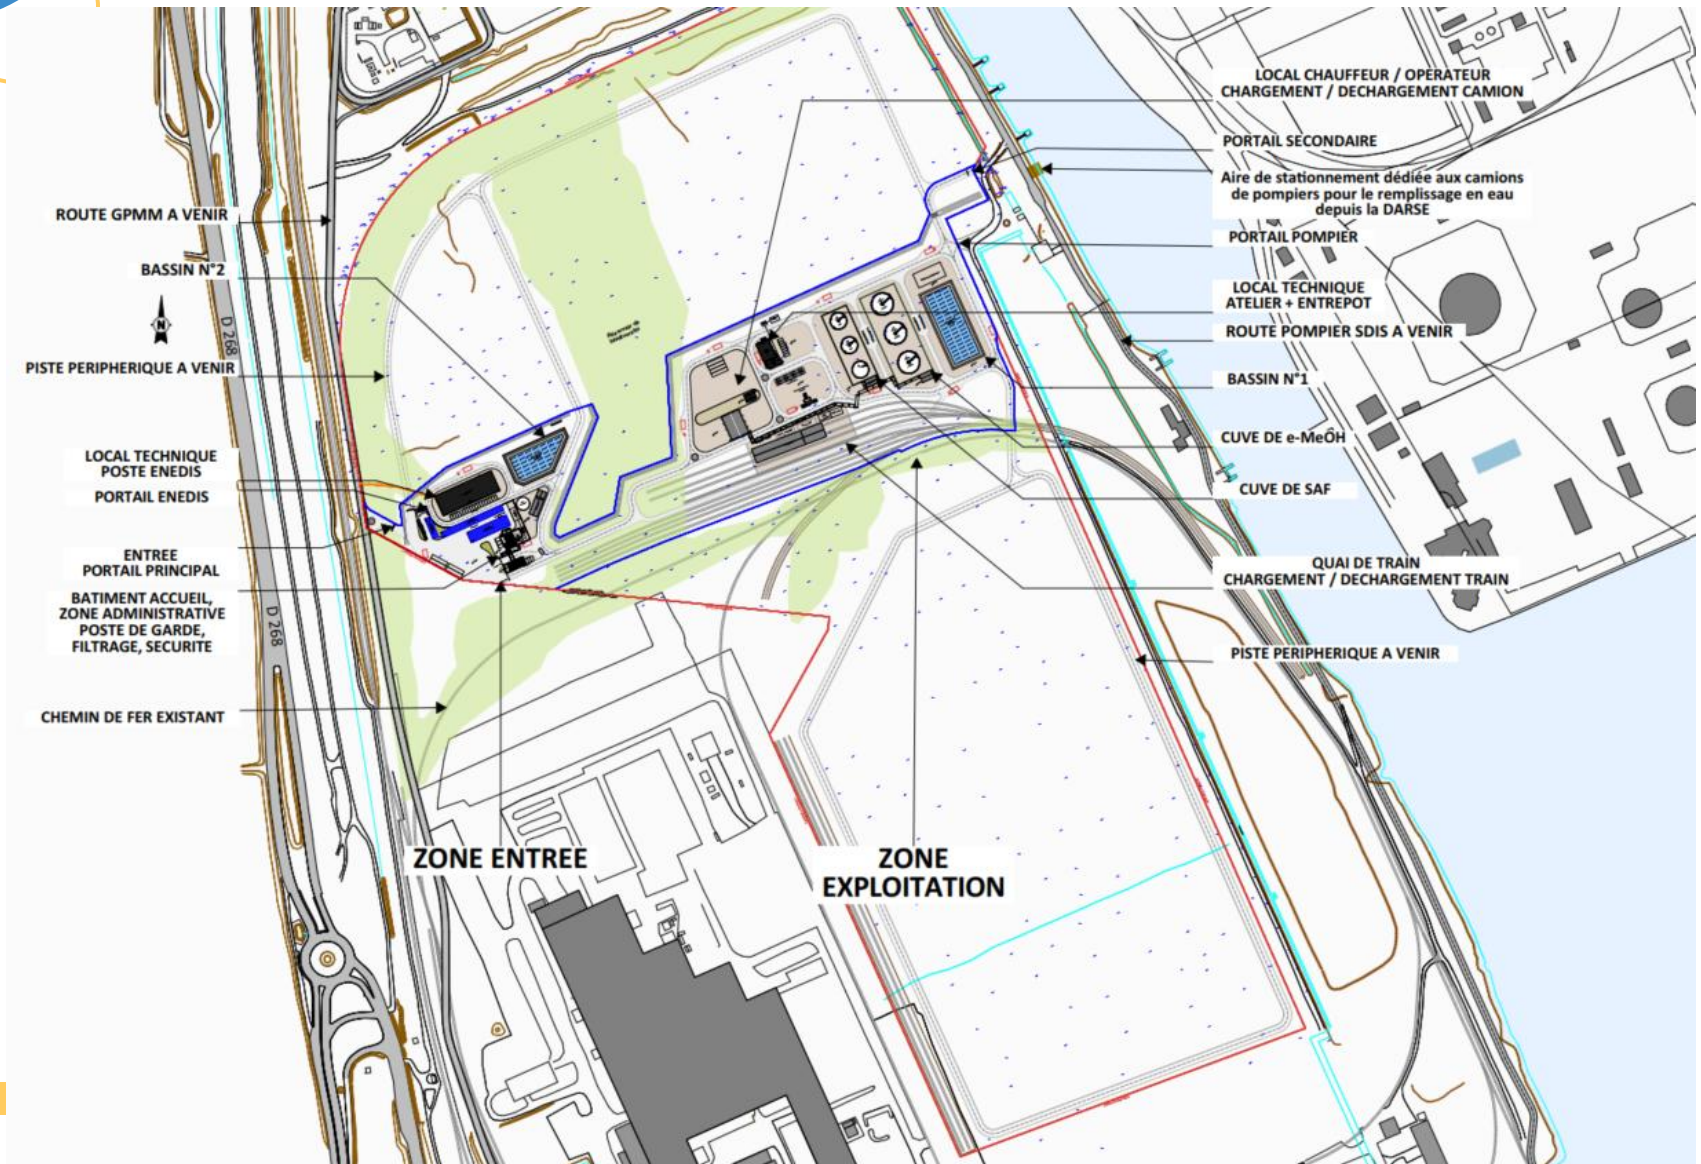 ROUTE GPMM A VENIR
BASSIN N°2
N
D 268
PISTE PERIPHERIQUE A VENIR
LOCAL TECHNIQUE
POSTE ENEDIS
PORTAIL ENEDIS
ENTREE
PORTAIL PRINCIPAL
BATIMENT ACCUEIL,
ZONE ADMINISTRATIVE
POSTE DE GARDE,
FILTRAGE, SECURITE
D 268
CHEMIN DE FER EXISTANT
ZONE ENTREE
ZONE
EXPLOITATION
LOCAL CHAUFFEUR / OPERATEUR
CHARGEMENT / DECHARGEMENT CAMION
PORTAIL SECONDAIRE
Aire de stationnement dédiée aux camions
de pompiers pour le remplissage en eau
depuis la DARSE
PORTAIL POMPIER
LOCAL TECHNIQUE
ATELIER + ENTREPOT
ROUTE POMPIER SDIS A VENIR
BASSIN N°1
CUVE DE e-MeÔH
CUVE DE SAF
QUAI DE TRAIN
CHARGEMENT / DECHARGEMENT TRAIN
PISTE PERIPHERIQUE A VENIR